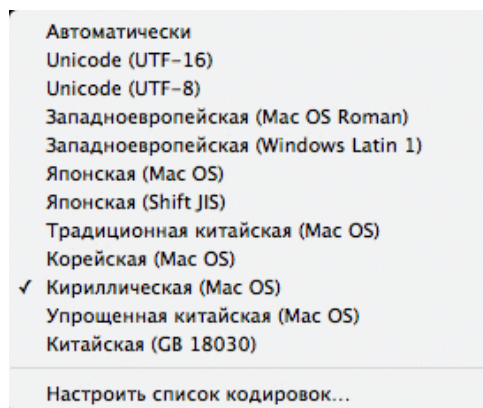 Автоматически
Unicode (UTF-16)
Unicode (UTF-8)
Западноевропейская (Mac OS Roman)
Западноевропейская (Windows Latin 1)
Японская (Mac OS)
Японская (Shift JIS)
Традиционная китайская (Mac OS)
Корейская (Mac OS)
✓ Кириллическая (Mac OS)
Упрощенная китайская (Mac OS)
Китайская (GB 18030)
Настроить список кодировок...